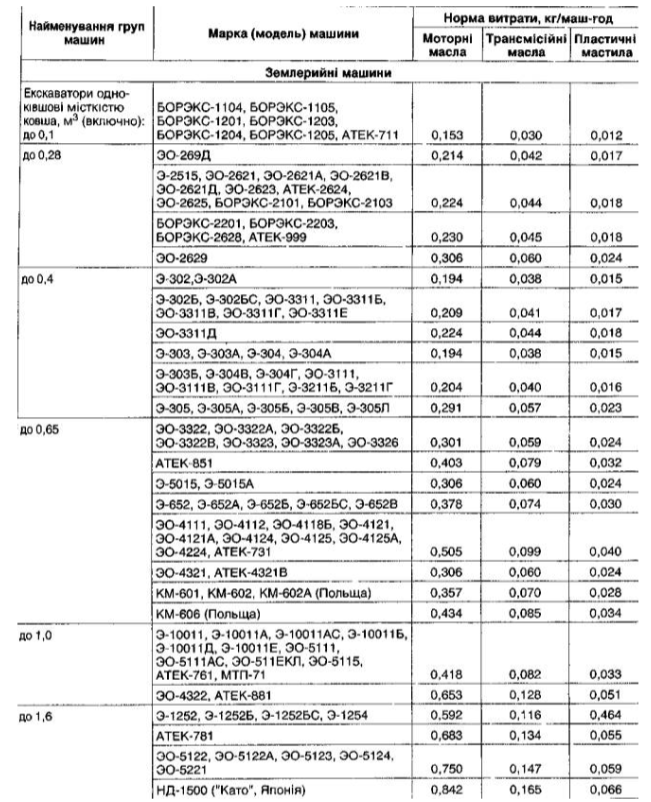 Найменування груп машин | Марка (модель) машини | Норма витрати, кг/маш-год
Моторні масла | Трансмісійні масла | Пластичні мастила
Землерийні машини
Екскаватори одно-
ківшові місткістю
ковша, м³ (включно):
до 0,1
БОРЭКС-1104, БОРЭКС-1105,
БОРЭКС-1201, БОРЭКС-1203,
БОРЭКС-1204, БОРЭКС-1205, АТЕК-711 | 0,153 | 0,030 | 0,012
до 0,28 | ЭО-269Д | 0,214 | 0,042 | 0,017
Э-2515, ЭО-2621, ЭО-2621А, ЭО-2621В,
ЭО-2621Д, ЭО-2623, АТЕК-2624,
ЭО-2625, БОРЭКС-2101, БОРЭКС-2103 | 0,224 | 0,044 | 0,018
БОРЭКС-2201, БОРЭКС-2203,
БОРЭКС-2628, АТЕК-999 | 0,230 | 0,045 | 0,018
ЭО-2629 | 0,306 | 0,060 | 0,024
до 0,4 | Э-302,Э-302А | 0,194 | 0,038 | 0,015
Э-302Б, Э-302БС, ЭО-3311, ЭО-3311Б,
ЭО-3311В, ЭО-3311Г, ЭО-3311Е | 0,209 | 0,041 | 0,017
ЭО-3311Д | 0,224 | 0,044 | 0,018
Э-303, Э-303А, Э-304, Э-304А | 0,194 | 0,038 | 0,015
Э-303Б, Э-304В, Э-304Г, ЭО-3111,
ЭО-3111В, ЭО-3111Г, Э-3211Б, Э-3211Г | 0,204 | 0,040 | 0,016
Э-305, Э-305А, Э-305Б, Э-305В, Э-305Л | 0,291 | 0,057 | 0,023
до 0,65 | ЭО-3322, ЭО-3322А, ЭО-3322Б,
ЭО-3322В, ЭО-3323, ЭО-3323А, ЭО-3326 | 0,301 | 0,059 | 0,024
АТЕК-851 | 0,403 | 0,079 | 0,032
Э-5015, Э-5015А | 0,306 | 0,060 | 0,024
Э-652, Э-652А, Э-652Б, Э-652БС, Э-652В | 0,378 | 0,074 | 0,030
ЭО-4111, ЭО-4112, ЭО-4118Б, ЭО-4121,
ЭО-4121А, ЭО-4124, ЭО-4125, ЭО-4125А,
ЭО-4224, АТЕК-731 | 0,505 | 0,099 | 0,040
ЭО-4321, АТЕК-4321В | 0,306 | 0,060 | 0,024
КМ-601, КМ-602, КМ-602А (Польща) | 0,357 | 0,070 | 0,028
КМ-606 (Польща) | 0,434 | 0,085 | 0,034
до 1,0 | Э-10011, Э-10011А, Э-10011АС, Э-10011Б,
Э-10011Д, Э-10011Е, ЭО-5111,
ЭО-5111АС, ЭО-511ЕКЛ, ЭО-5115,
АТЕК-761, МТП-71 | 0,418 | 0,082 | 0,033
ЭО-4322, АТЕК-881 | 0,653 | 0,128 | 0,051
до 1,6 | Э-1252, Э-1252Б, Э-1252БС, Э-1254 | 0,592 | 0,116 | 0,464
АТЕК-781 | 0,683 | 0,134 | 0,055
ЭО-5122, ЭО-5122А, ЭО-5123, ЭО-5124,
ЭО-5221 | 0,750 | 0,147 | 0,059
НД-1500 ("Като", Японія) | 0,842 | 0,165 | 0,066